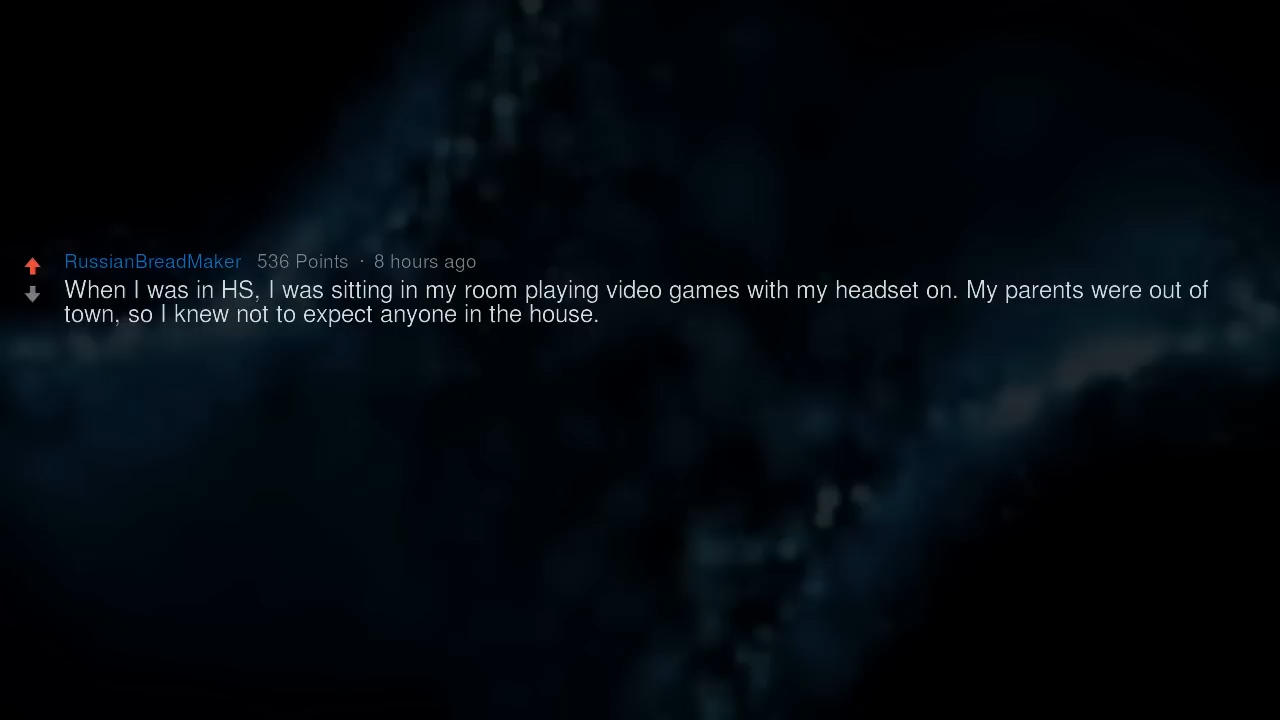 RussianBreadMaker 536 Points · 8 hours ago
When I was in HS, I was sitting in my room playing video games with my headset on. My parents were out of
town, so I knew not to expect anyone in the house.